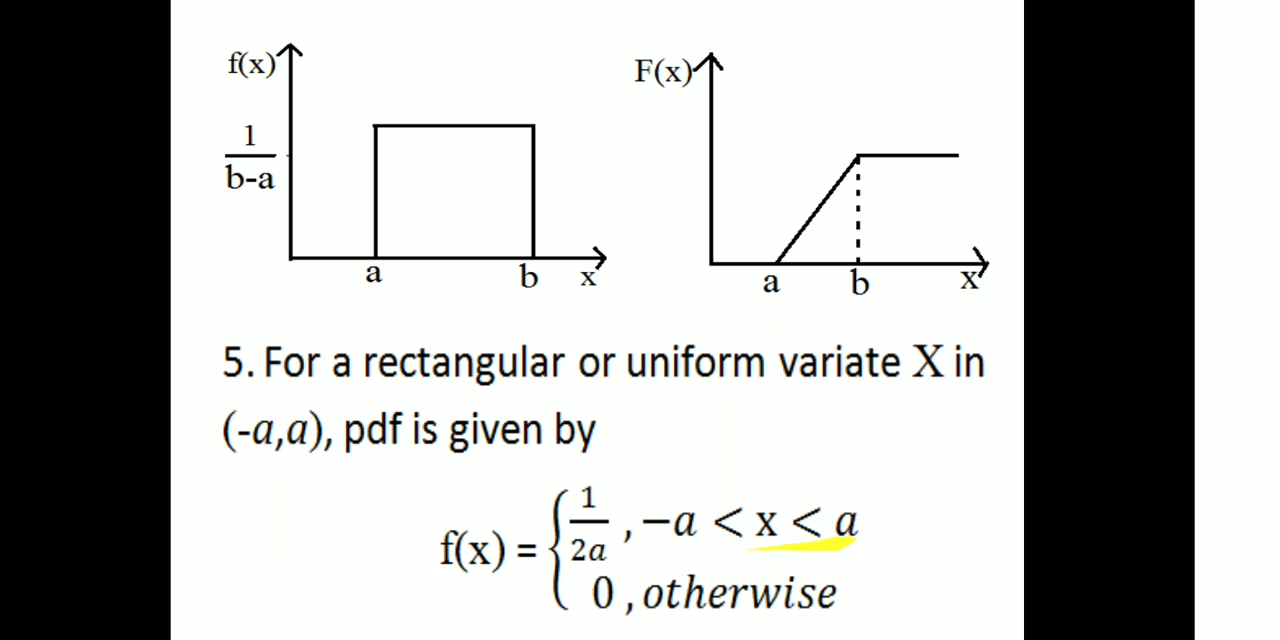 f(x)
1
b-a
a b x
F(x)
a b x
5. For a rectangular or uniform variate X in
(-a,a), pdf is given by
f(x) = { 1/2a , −a < x < a
0 , otherwise